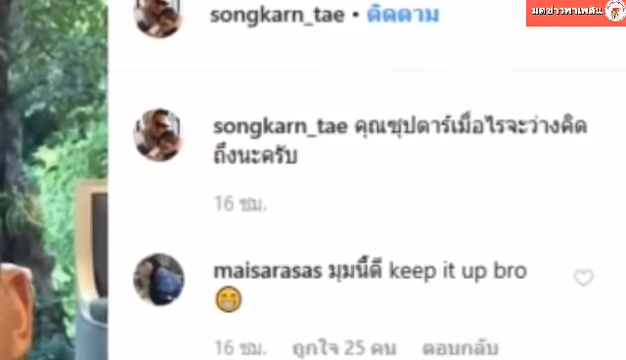 มดข่าวพาเพลิน
songkarn_tae • ติดตาม
songkarn_tae คุณซุปตาร์เมื่อไรจะว่างคิด
ถึงนะครับ
16 ชม.
maisarasas มุมนี้ดี keep it up bro
😁
16 ชม. ถูกใจ 25 คน ตอบกลับ